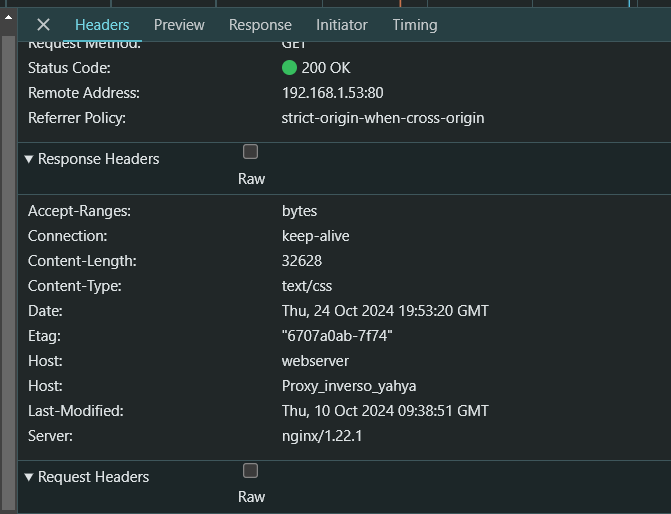 Headers Preview Response Initiator Timing
Request Method: GET
Status Code: 200 OK
Remote Address: 192.168.1.53:80
Referrer Policy: strict-origin-when-cross-origin
Response Headers
Raw
Accept-Ranges: bytes
Connection: keep-alive
Content-Length: 32628
Content-Type: text/css
Date: Thu, 24 Oct 2024 19:53:20 GMT
Etag: "6707a0ab-7f74"
Host: webserver
Host: Proxy_inverso_yahya
Last-Modified: Thu, 10 Oct 2024 09:38:51 GMT
Server: nginx/1.22.1
Request Headers
Raw